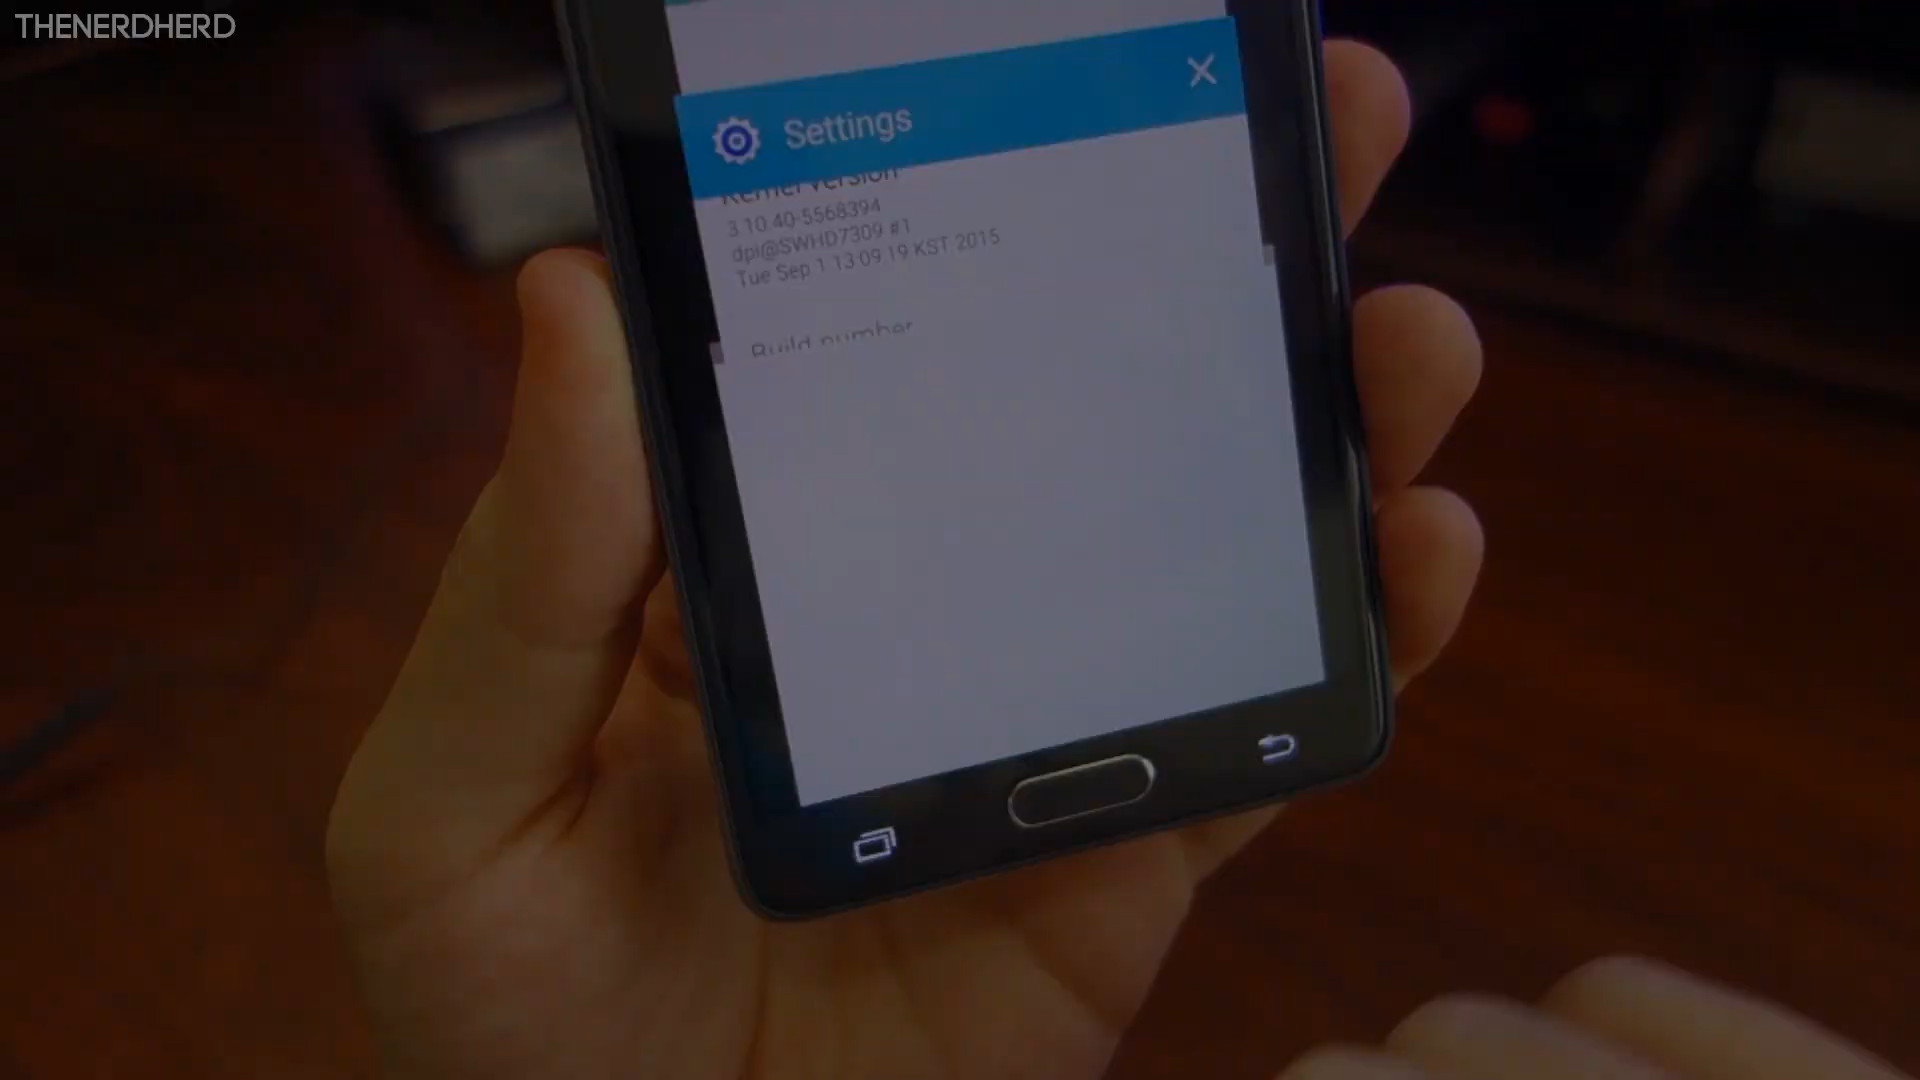 THENERDHERD
Settings
Kernel version
3.10.40-5568394
dpi@SWHD7309 #1
Tue Sep 1 13:09:19 KST 2015
Build number